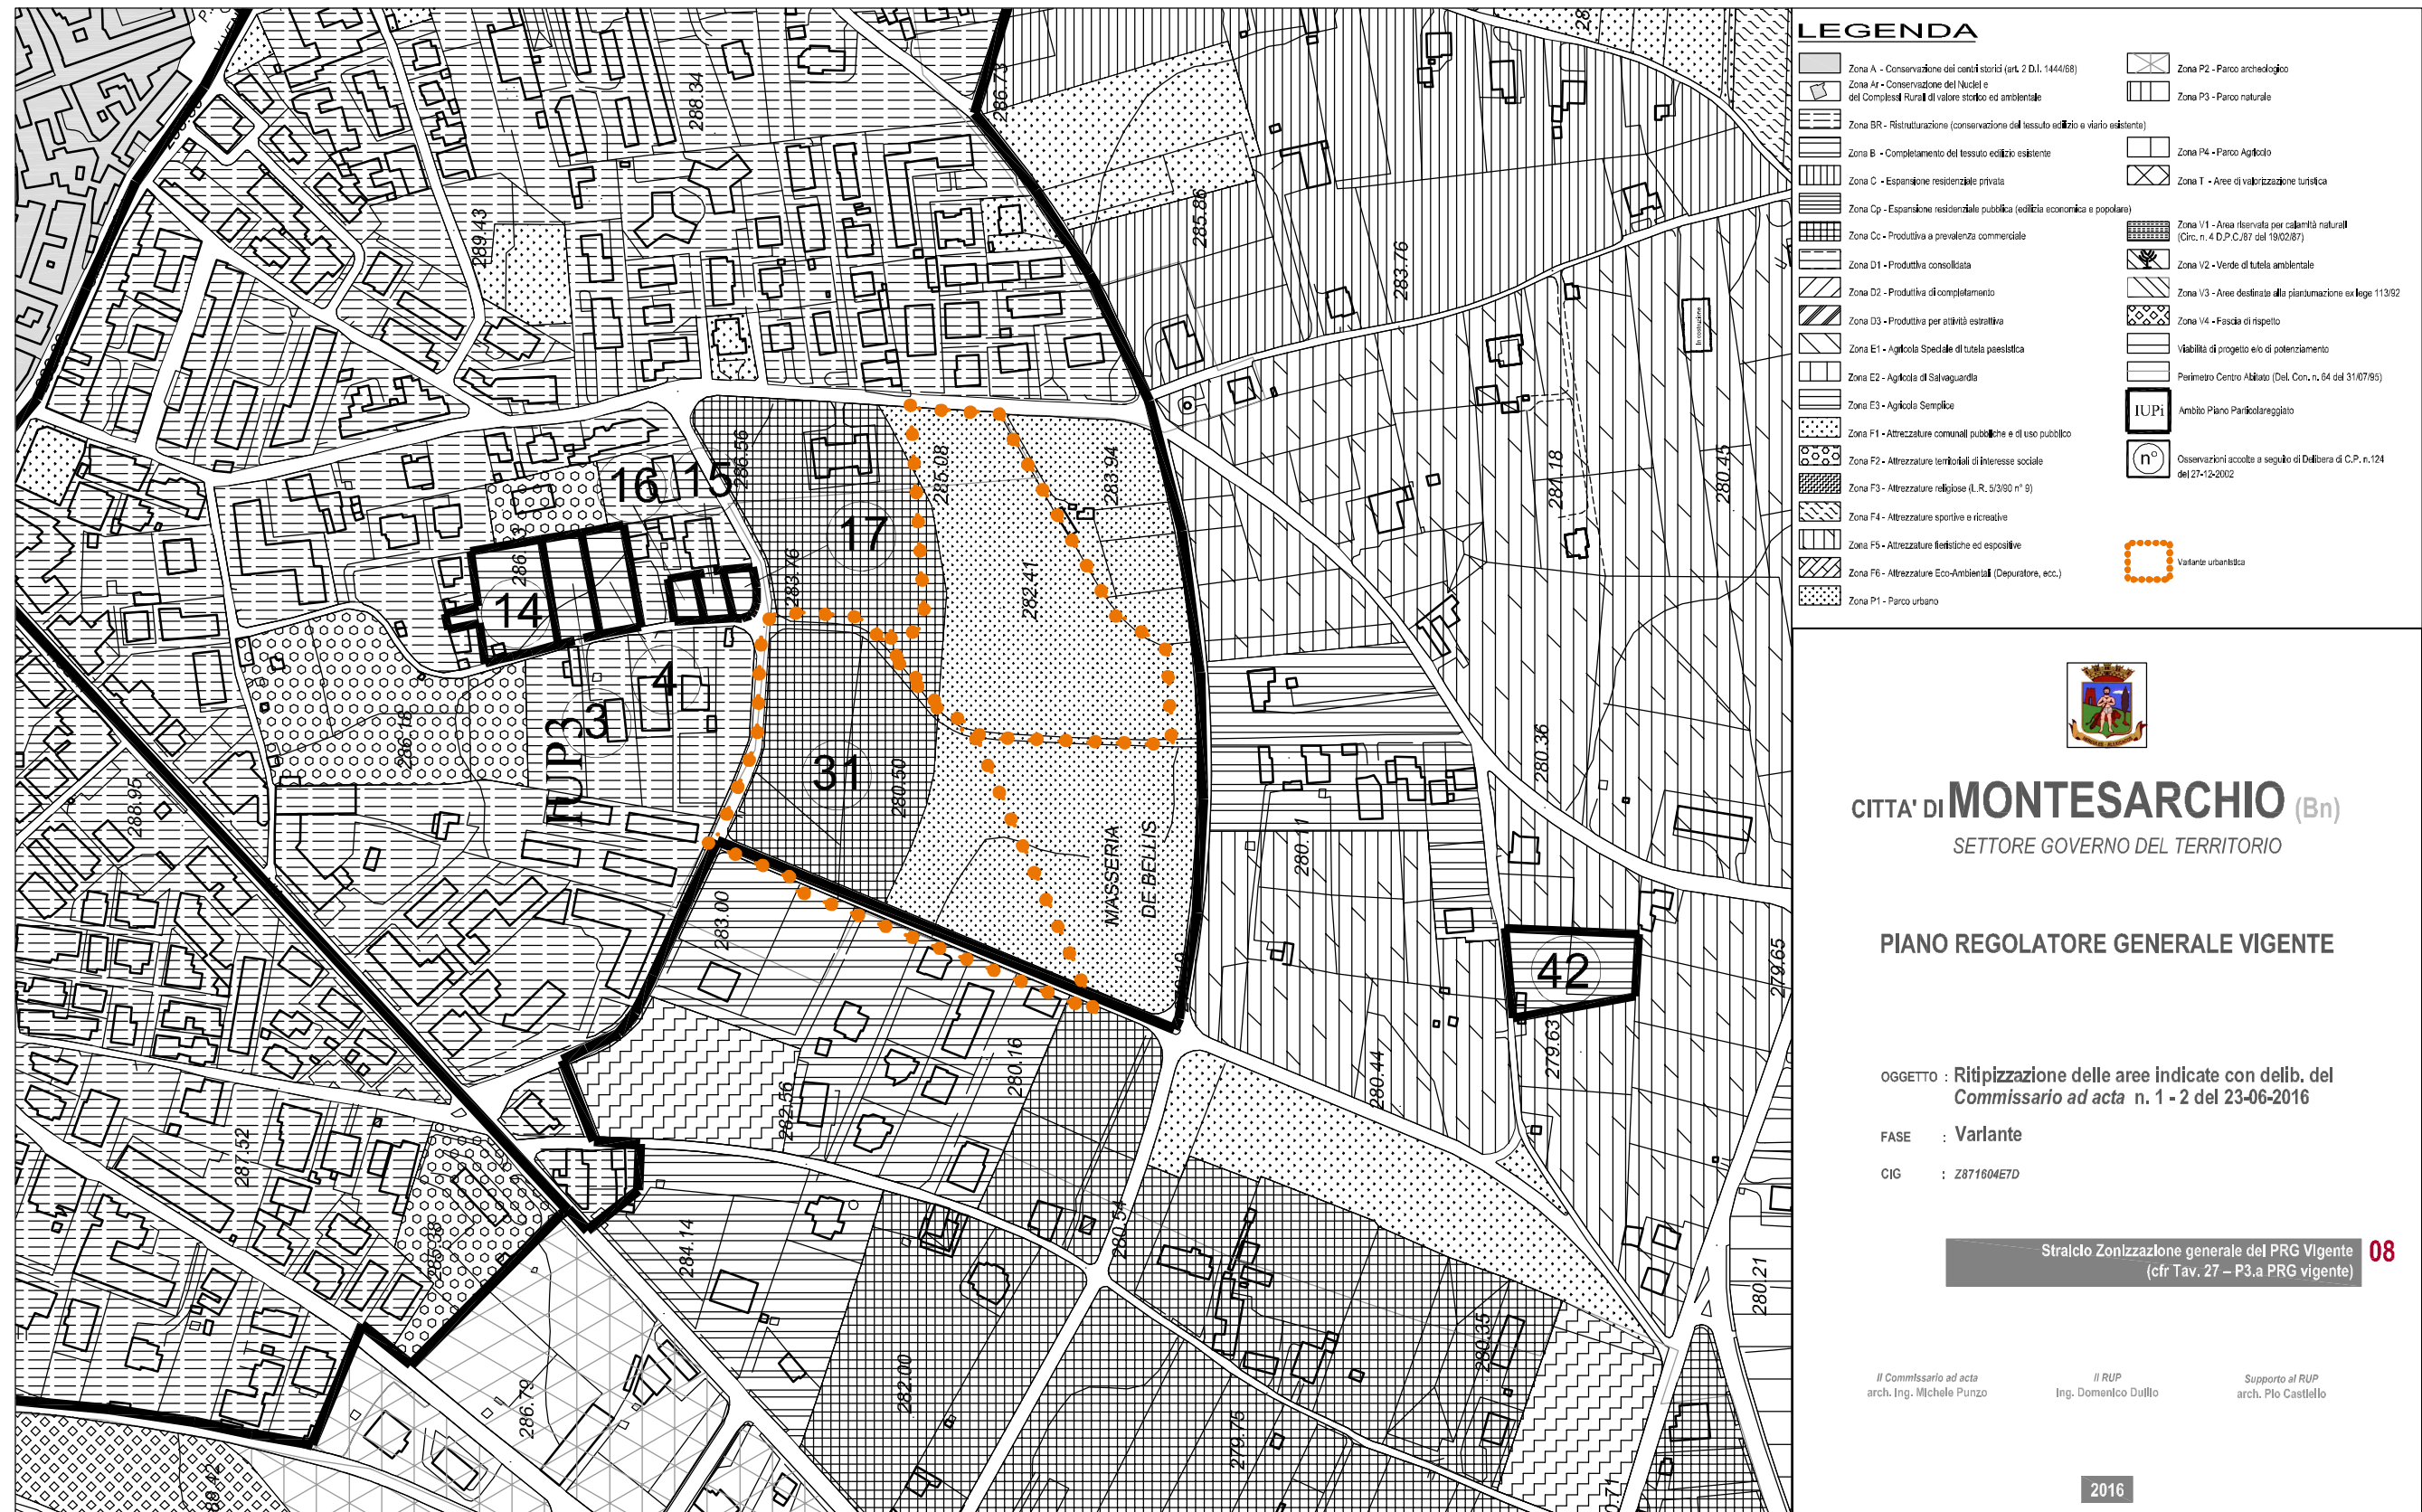 LEGENDA
Zona A - Conservazione dei centri storici (art. 2 D.I. 1444/68)
Zona Ar - Conservazione del Nuclei e
del Complessi Rurali di valore storico ed ambientale
Zona BR - Ristrutturazione (conservazione del tessuto edilizio e viario esistente)
Zona B - Completamento del tessuto edilizio esistente
Zona C - Espansione residenziale privata
Zona Cp - Espansione residenziale pubblica (edilizia economica e popolare)
Zona Cc - Produttiva a prevalenza commerciale
Zona D1 - Produttiva consolidata
Zona D2 - Produttiva di completamento
Zona D3 - Produttiva per attività estrattiva
Zona E1 - Agricola Speciale di tutela paesistica
Zona E2 - Agricola di Salvaguardia
Zona E3 - Agricola Semplice
Zona F1 - Attrezzature comunali pubbliche e di uso pubblico
Zona F2 - Attrezzature territoriali di interesse sociale
Zona F3 - Attrezzature religiose (L.R. 5/3/90 n° 9)
Zona F4 - Attrezzature sportive e ricreative
Zona F5 - Attrezzature fieristiche ed espositive
Zona F6 - Attrezzature Eco-Ambientali (Depuratore, ecc.)
Zona P1 - Parco urbano
Zona P2 - Parco archeologico
Zona P3 - Parco naturale
Zona P4 - Parco Agricolo
Zona T - Aree di valorizzazione turistica
Zona V1 - Area riservata per calamità naturali
(Circ. n. 4 D.P.C./87 del 19/02/87)
Zona V2 - Verde di tutela ambientale
Zona V3 - Aree destinate alla piantumazione ex lege 113/92
Zona V4 - Fascia di rispetto
Viabilità di progetto e/o di potenziamento
Perimetro Centro Abitato (Del. Con. n. 64 del 31/07/95)
IUPi
Ambito Piano Particolareggiato
n°
Osservazioni accolte a seguito di Delibera di C.P. n.124
del 27-12-2002
Variante urbanistica
CITTA' DI MONTESARCHIO (Bn)
SETTORE GOVERNO DEL TERRITORIO
PIANO REGOLATORE GENERALE VIGENTE
OGGETTO : Ritipizzazione delle aree indicate con delib. del
Commissario ad acta n. 1 - 2 del 23-06-2016
FASE : Variante
CIG : Z871604E7D
Stralcio Zonizzazione generale del PRG Vigente 08
(cfr Tav. 27 – P3.a PRG vigente)
Il Commissario ad acta
arch. Ing. Michele Punzo
Il RUP
Ing. Domenico Duilio
Supporto al RUP
arch. Pio Castiello
2016
288.34
286.73
289.43
285.86
283.76
In costruzione
286.56
285.08
283.94
281.18
280.45
16
15
17
14
283.76
282.41
4
3
IUP3
286.18
31
280.50
280.36
288.95
MASSERIA
DE BELLIS
280.11
283.00
42
279.65
279.63
280.16
280.44
282.56
287.52
284.14
280.54
280.21
280.35
282.00
286.79
279.75